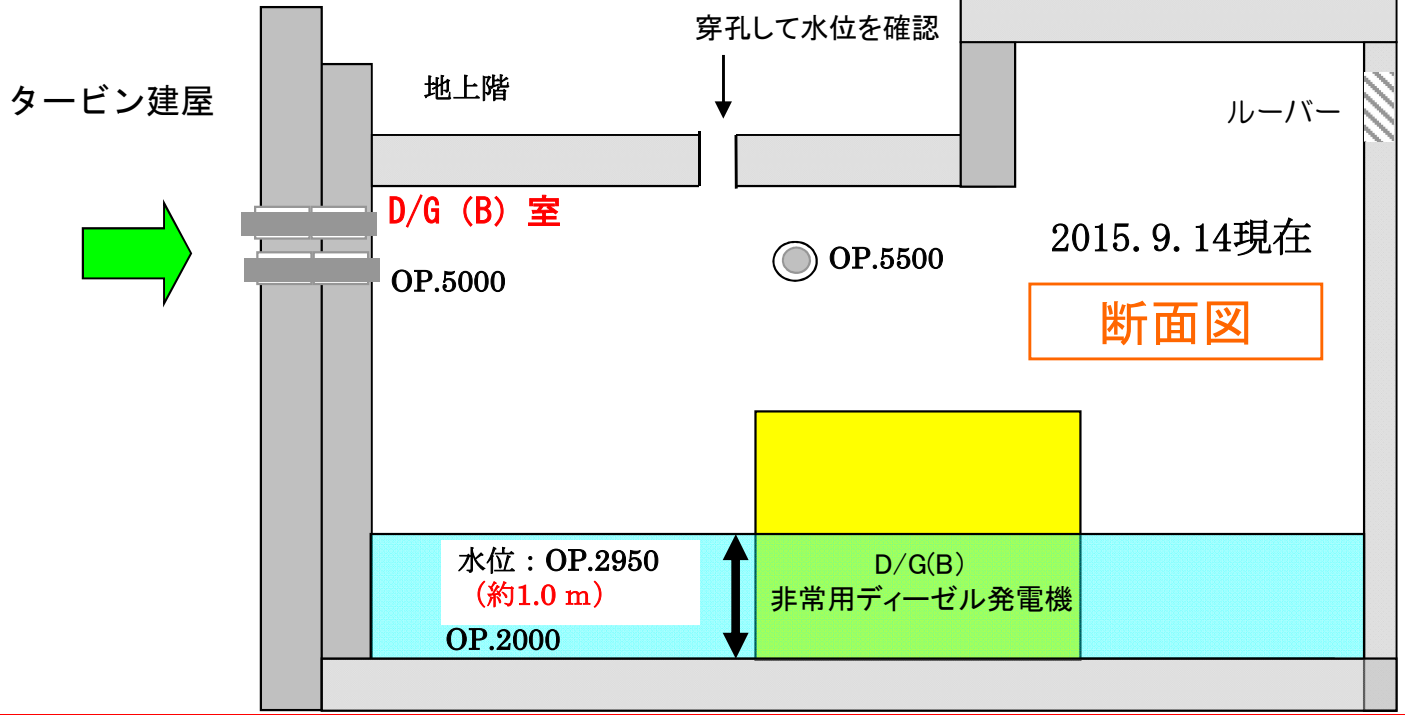 穿孔して水位を確認
タービン建屋
地上階
ルーバー
D/G (B) 室
2015.9.14現在
OP.5500
OP.5000
断面図
水位：OP.2950
(約1.0 m)
D/G(B)
非常用ディーゼル発電機
OP.2000